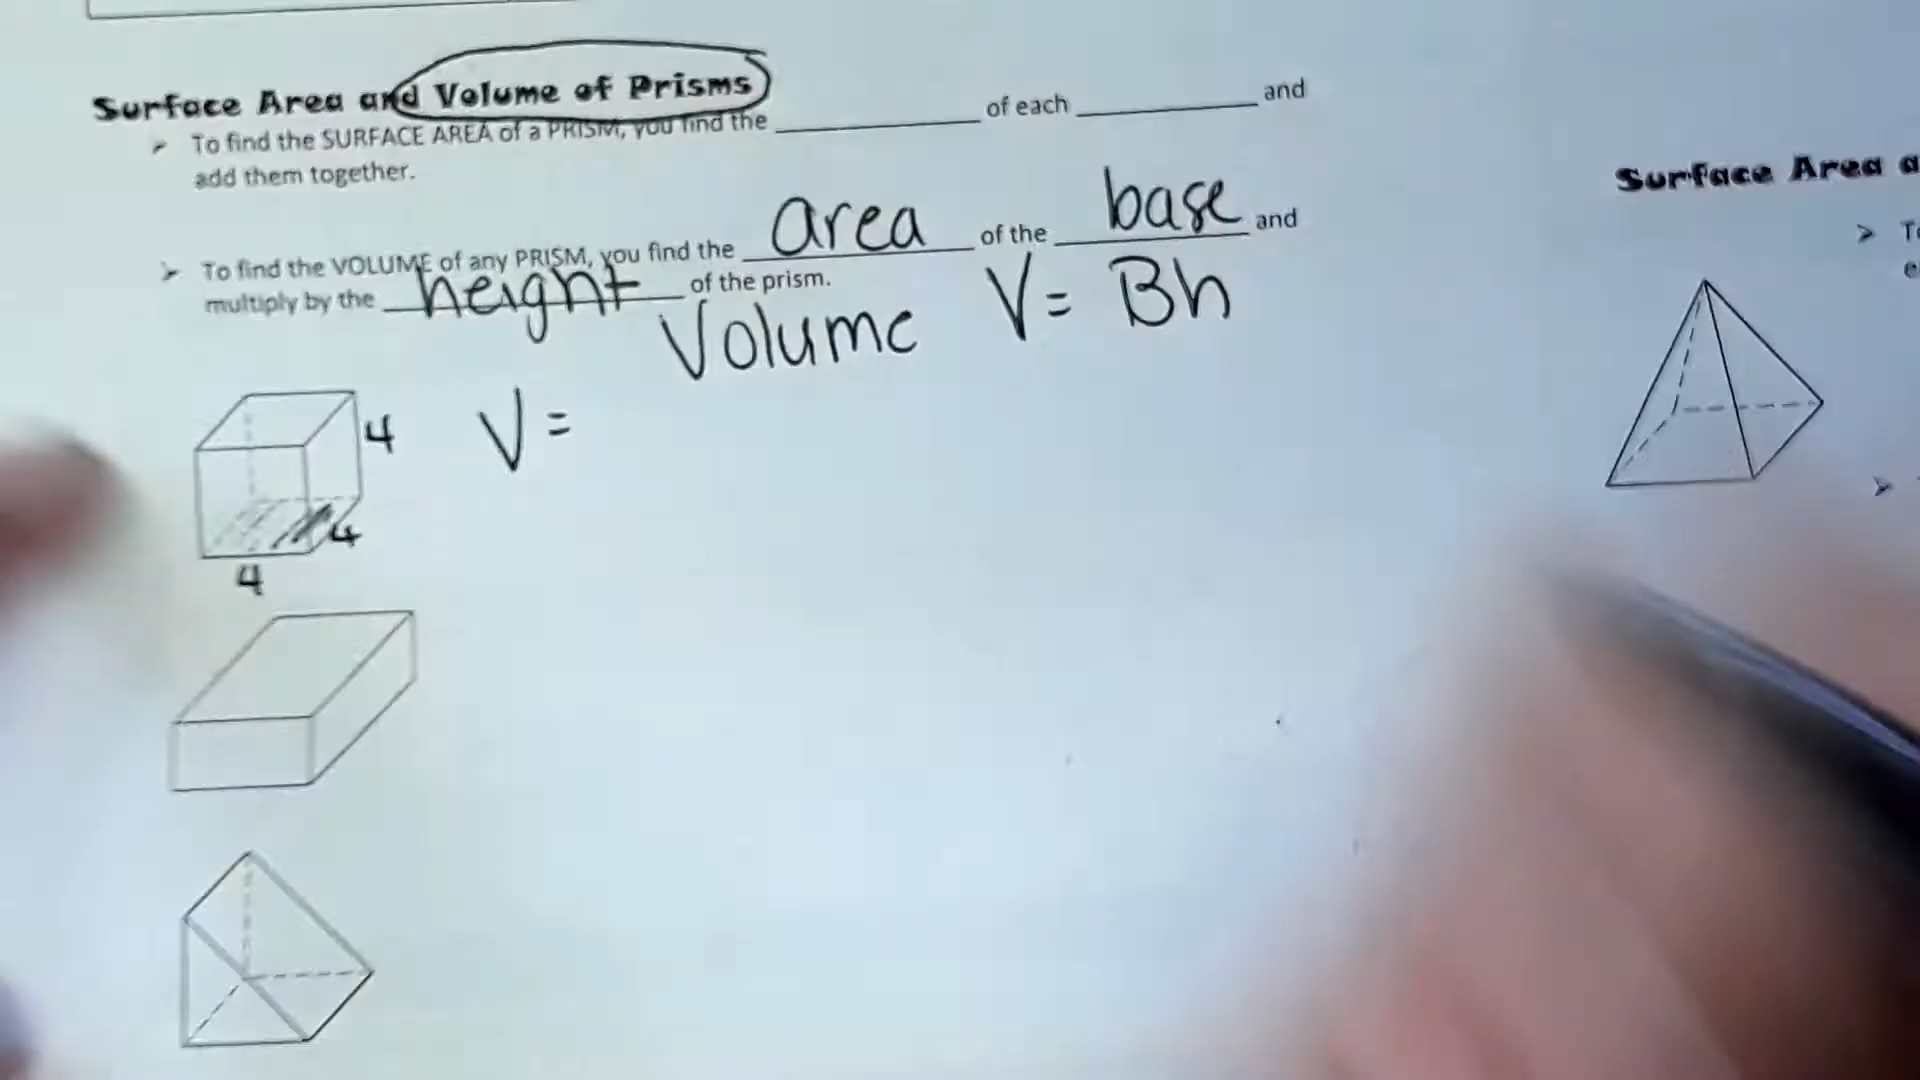 Surface Area and Volume of Prisms
➢ To find the SURFACE AREA of a PRISM, you find the ____________ of each ____________ and
add them together.
➢ To find the VOLUME of any PRISM, you find the area of the base and
multiply by the height of the prism.
Volume V = Bh
4 V =
4
4
Surface Area a
➢ T
e
➢